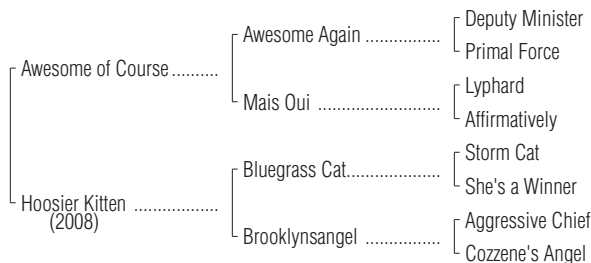 Deputy Minister
Awesome Again ................
Primal Force
Awesome of Course ..........
Lyphard
Mais Oui ..........................
Affirmatively
Storm Cat
Bluegrass Cat....................
She's a Winner
Hoosier Kitten ..................
(2008)
Aggressive Chief
Brooklynsangel ................
Cozzene's Angel